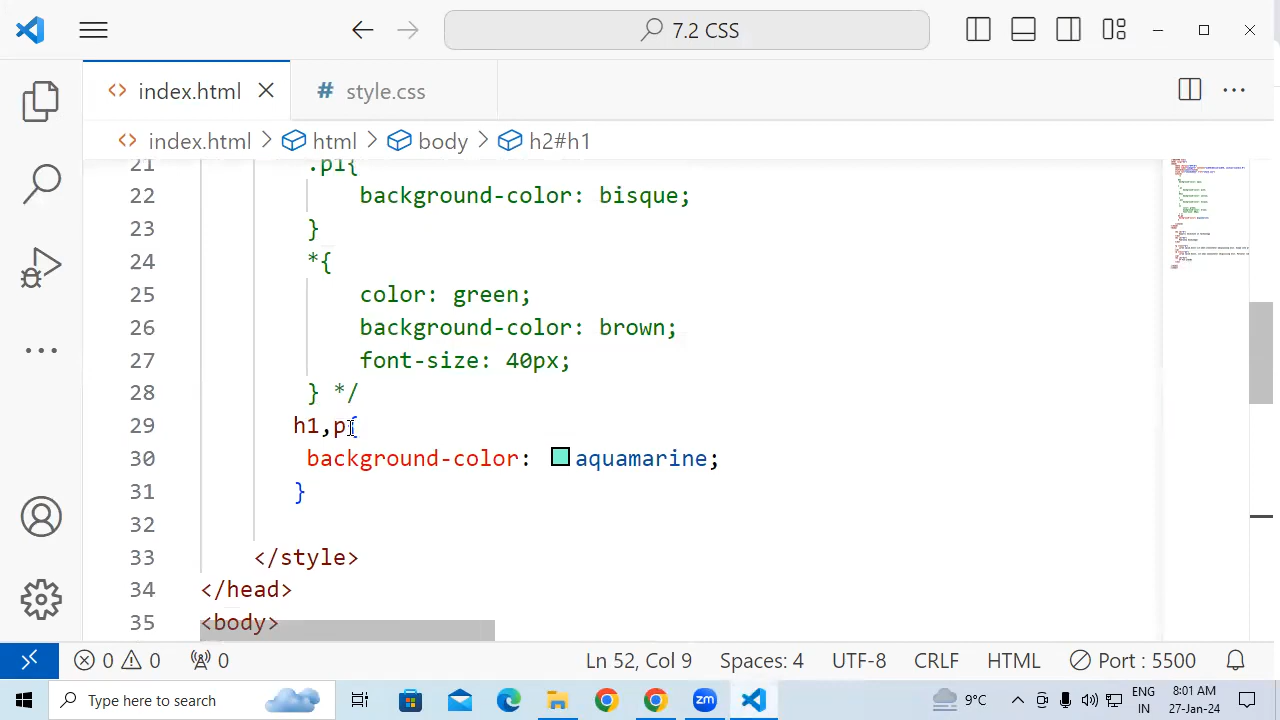 7.2 CSS
index.html
# style.css
index.html > html > body > h2#h1
21 .p1{
22 background-color: bisque;
23 }
24 *{
25 color: green;
26 background-color: brown;
27 font-size: 40px;
28 } */
29 h1,p{
30 background-color: aquamarine;
31 }
32
33 </style>
34 </head>
35 <body>
0 0 0 Ln 52, Col 9 Spaces: 4 UTF-8 CRLF HTML Port : 5500
Type here to search zm 9°C ENG 8:01 AM
IN 27-Jan-24